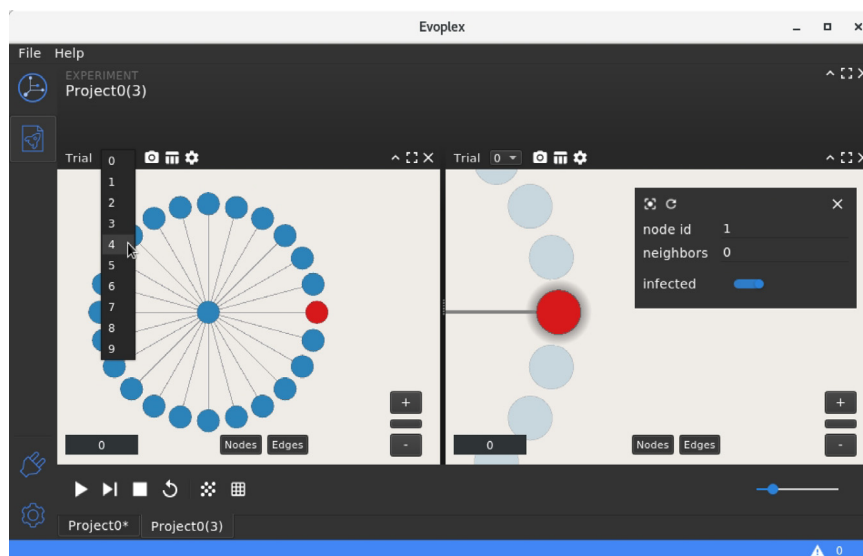 Evoplex
File Help
EXPERIMENT
Project0(3)
Trial
0
1
2
3
4
5
6
7
8
9
0
Nodes Edges
+
-
Trial 0
node id 1
neighbors 0
infected
0
Nodes Edges
+
-
Project0* Project0(3)
0